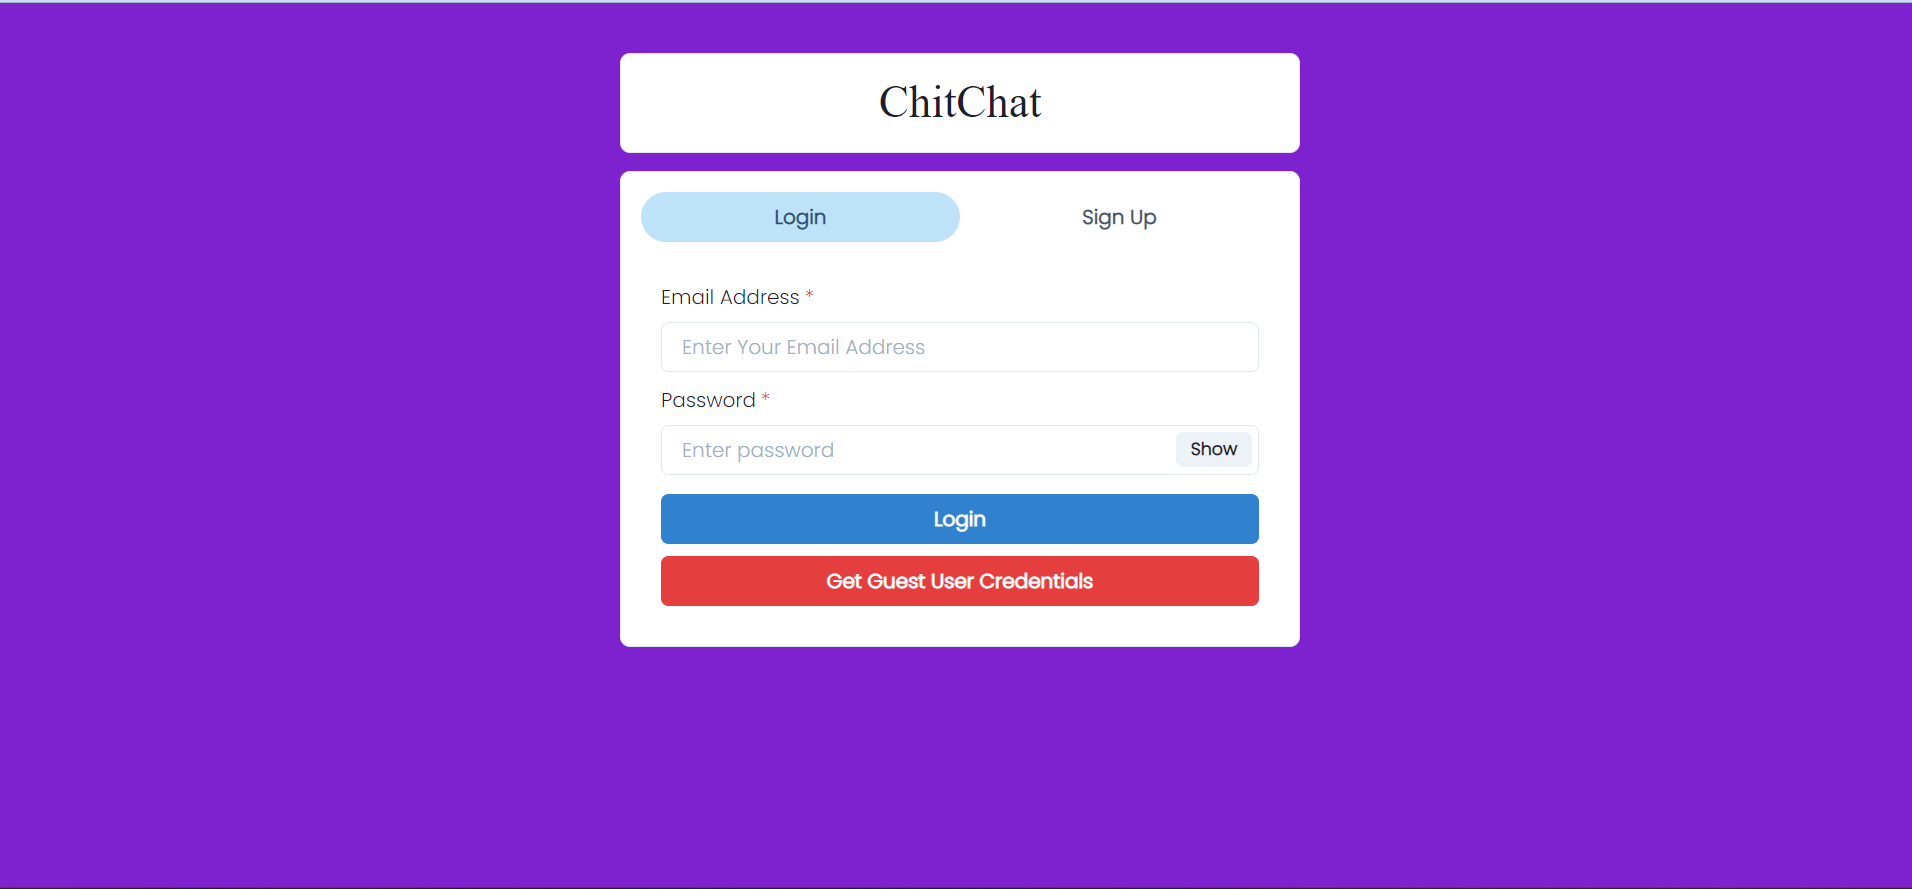 ChitChat
Login
Sign Up
Email Address *
Enter Your Email Address
Password *
Enter password
Show
Login
Get Guest User Credentials